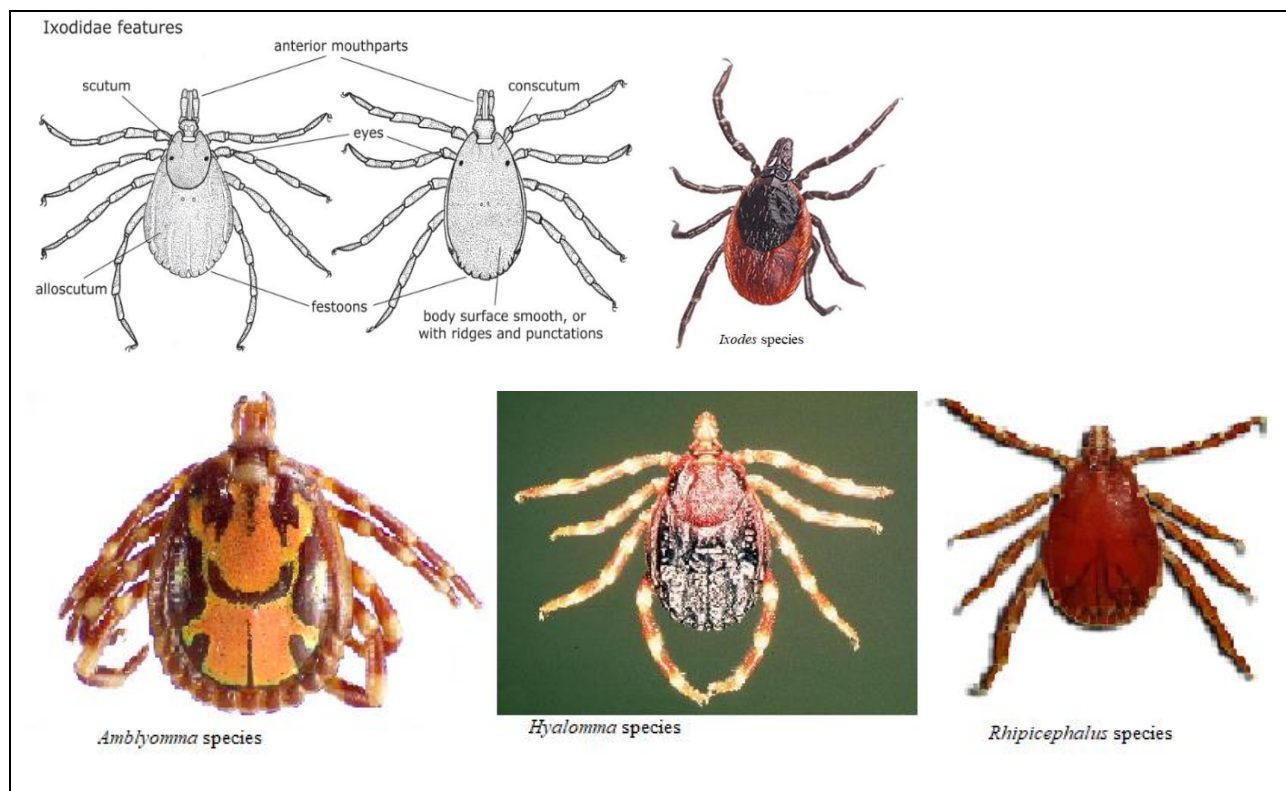 Ixodidae features
anterior mouthparts
scutum
conscutum
eyes
alloscutum
festoons
body surface smooth, or
with ridges and punctations
Ixodes species
Amblyomma species
Hyalomma species
Rhipicephalus species